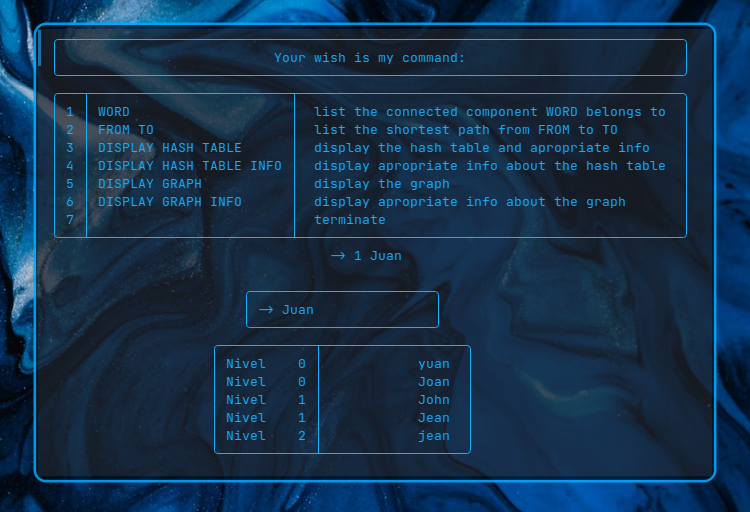 Your wish is my command:
1 WORD list the connected component WORD belongs to
2 FROM TO list the shortest path from FROM to TO
3 DISPLAY HASH TABLE display the hash table and apropriate info
4 DISPLAY HASH TABLE INFO display apropriate info about the hash table
5 DISPLAY GRAPH display the graph
6 DISPLAY GRAPH INFO display apropriate info about the graph
7 terminate
-> 1 Juan
-> Juan
Nivel 0 yuan
Nivel 0 Joan
Nivel 1 John
Nivel 1 Jean
Nivel 2 jean